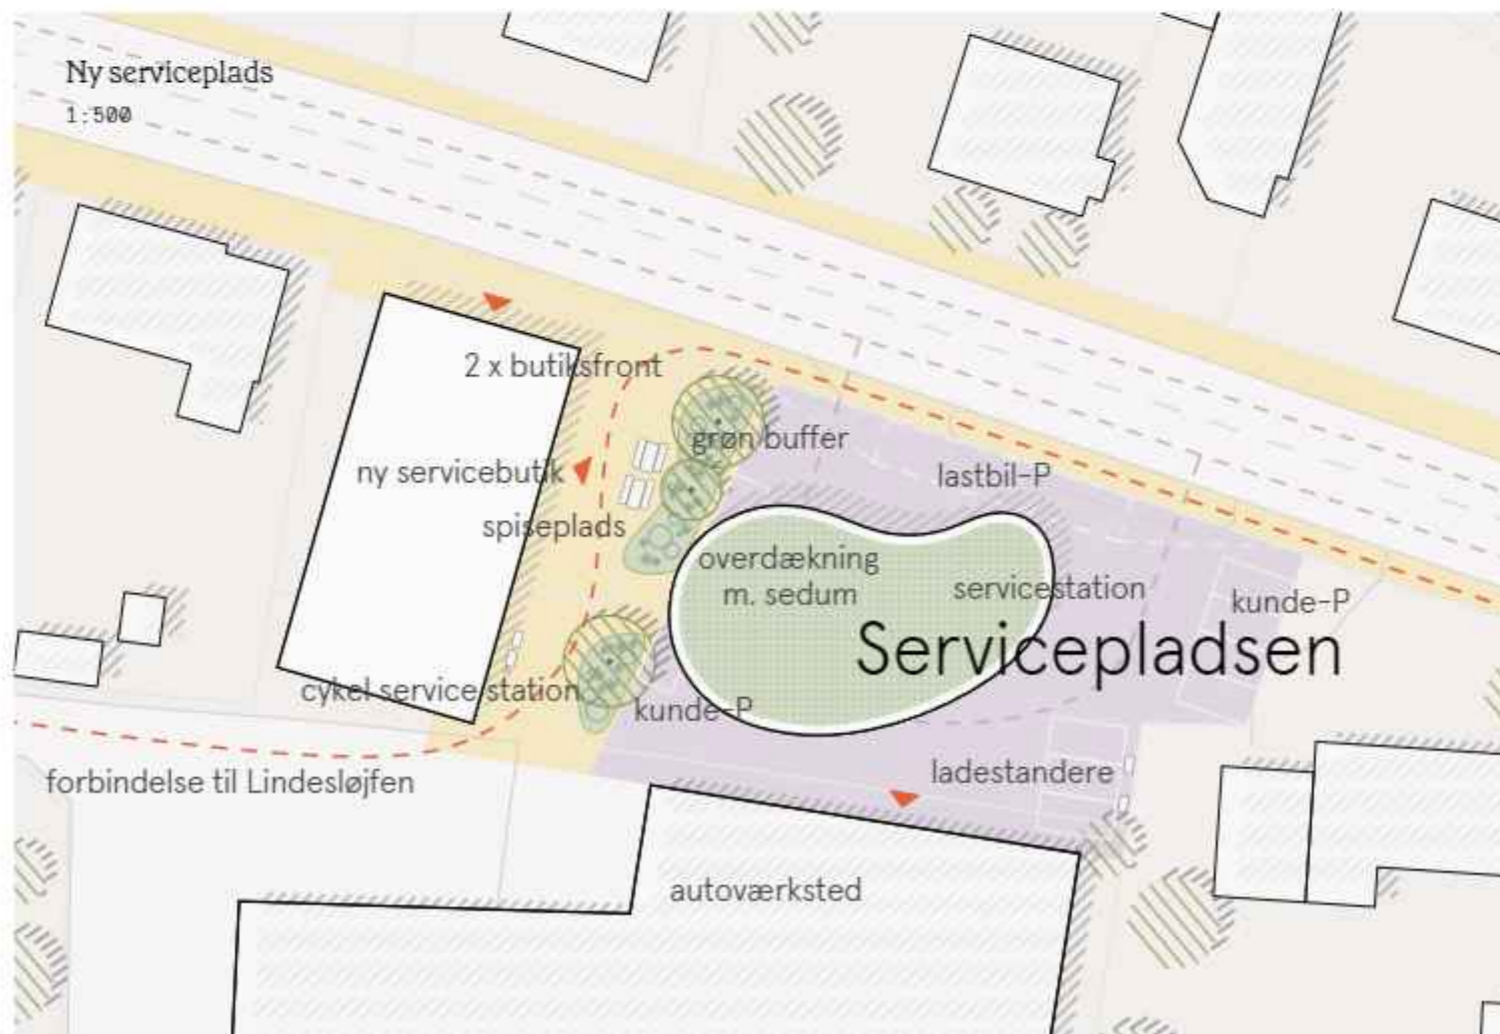 Ny serviceplads
1:500
2 x butiksfront
grøn buffer
ny servicebutik
lastbil-P
spiseplads
overdækning
m. sedum
servicestation
kunde-P
Servicepladsen
cykel service station
kunde-P
forbindelse til Lindesløjfen
ladestandere
autoværksted